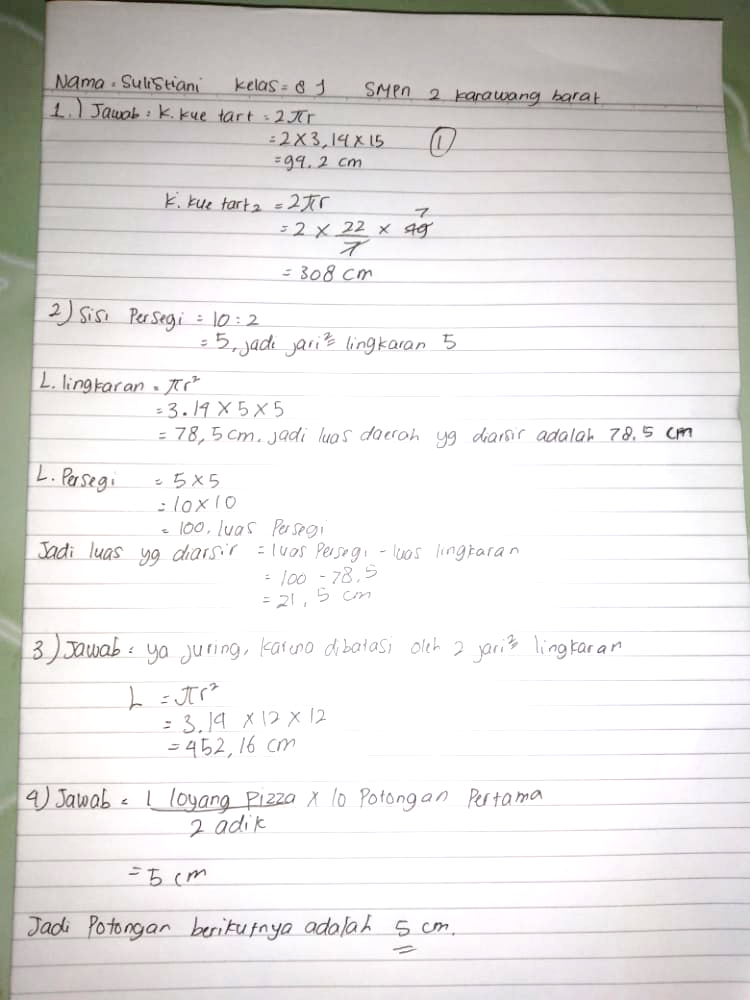 Nama = Sulistiani kelas = 8 J SMPn 2 karawang barat
1.) Jawab = K. kue tart = 2πr
= 2 x 3,14 x 15 ①
= 94.2 cm
K. kue tart2 = 2πr
= 2 x 22/7 x 49 7
= 308 cm
2) Sisi Persegi = 10 : 2
= 5, jadi jari² lingkaran 5
L. lingkaran = πr²
= 3.14 x 5 x 5
= 78,5 cm. jadi luas daerah yg diarsir adalah 78.5 cm
L. Persegi = 5 x 5
= 10 x 10
= 100. luas Persegi
Jadi luas yg diarsir = luas Persegi - luas lingkaran
= 100 - 78,5
= 21,5 cm
3) Jawab = ya juring, karena dibatasi oleh 2 jari² lingkaran
L = πr²
= 3.14 x 12 x 12
= 452,16 cm
4) Jawab = 1 loyang pizza x 10 Potongan Pertama
2 adik
= 5 cm
Jadi Potongan berikutnya adalah 5 cm.